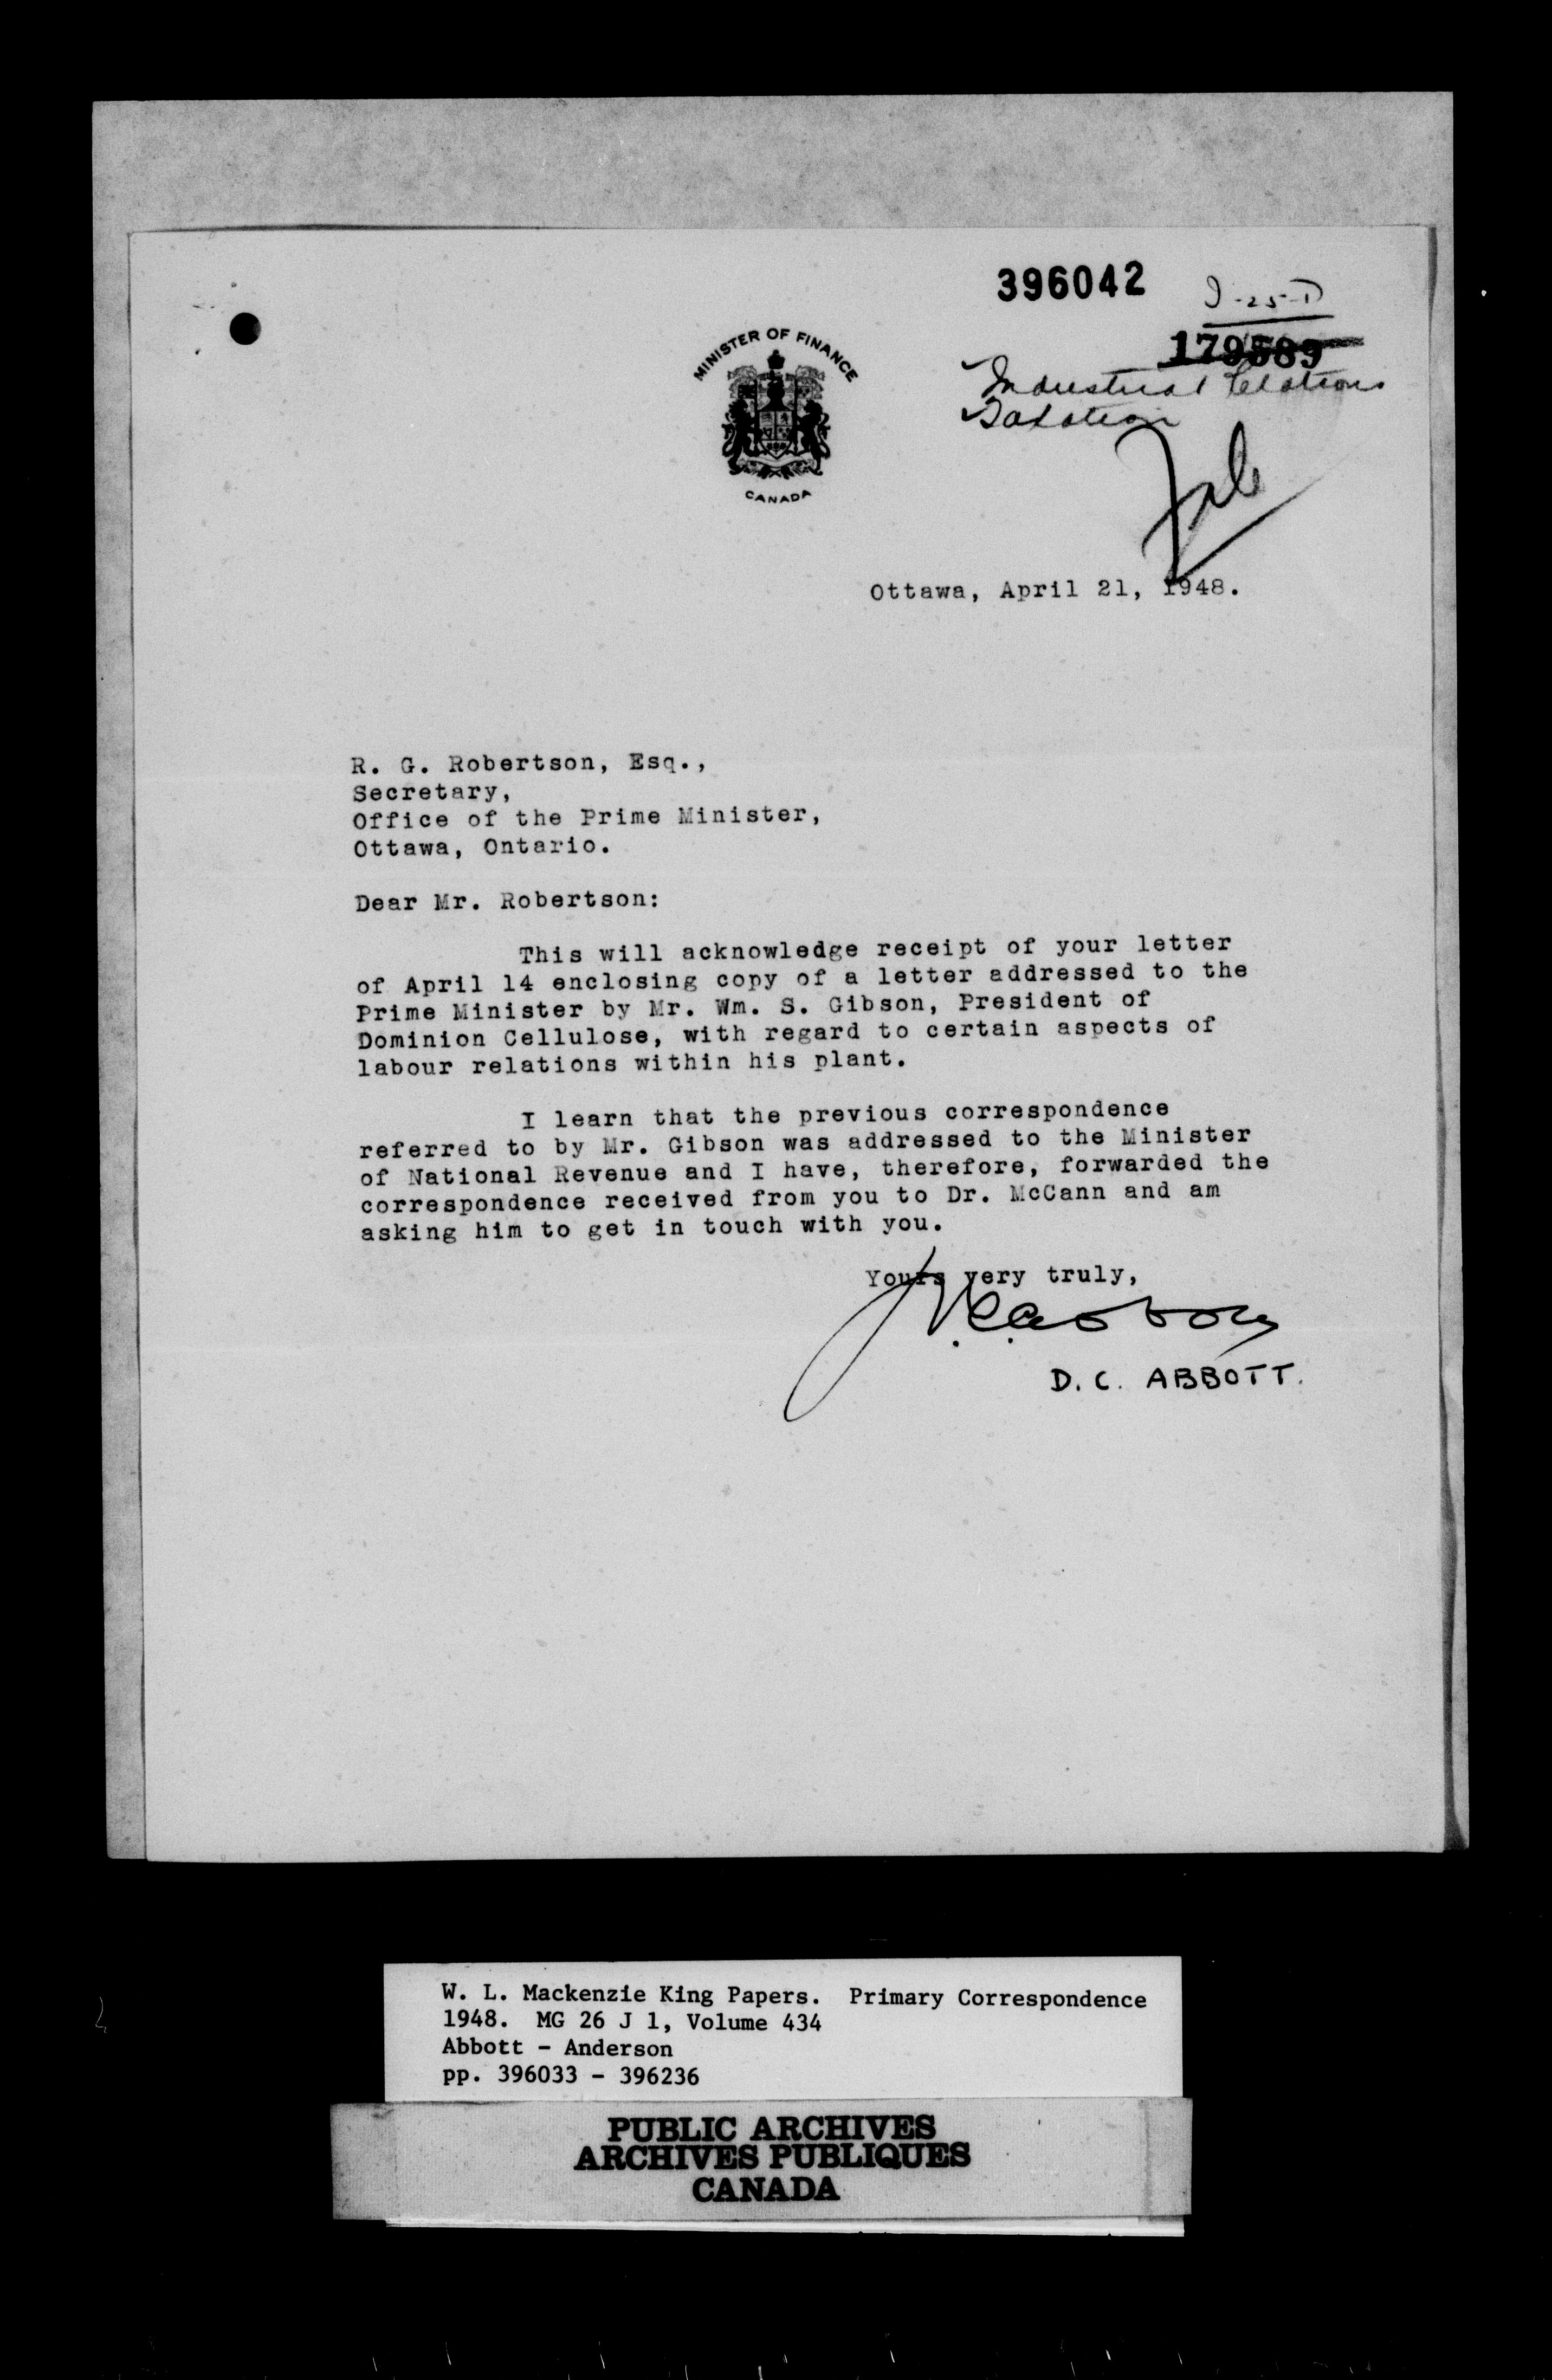 396042
I-25-D
179589
Industrial Relations
Taxation
MINISTER OF FINANCE
CANADA
File
Ottawa, April 21, 1948.
R. G. Robertson, Esq.,
Secretary,
Office of the Prime Minister,
Ottawa, Ontario.
Dear Mr. Robertson:
This will acknowledge receipt of your letter
of April 14 enclosing copy of a letter addressed to the
Prime Minister by Mr. Wm. S. Gibson, President of
Dominion Cellulose, with regard to certain aspects of
labour relations within his plant.
I learn that the previous correspondence
referred to by Mr. Gibson was addressed to the Minister
of National Revenue and I have, therefore, forwarded the
correspondence received from you to Dr. McCann and am
asking him to get in touch with you.
Yours very truly,
D. C. ABBOTT.
W. L. Mackenzie King Papers. Primary Correspondence
1948. MG 26 J 1, Volume 434
Abbott - Anderson
pp. 396033 - 396236
PUBLIC ARCHIVES
ARCHIVES PUBLIQUES
CANADA